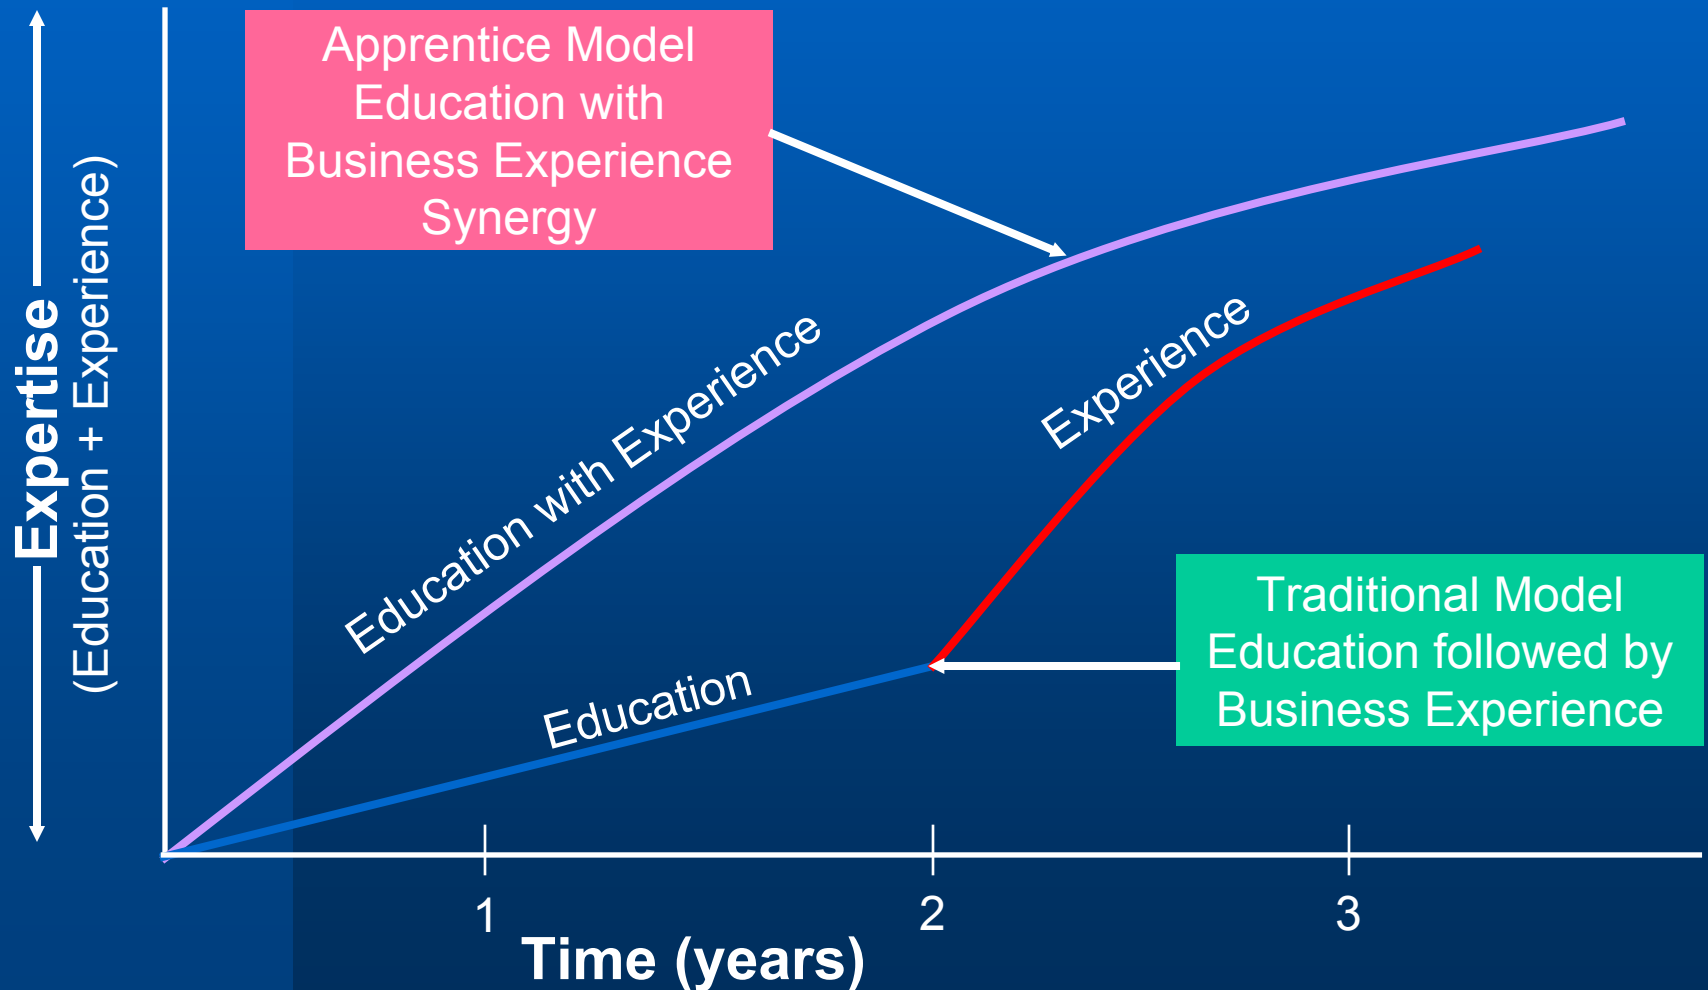 Apprentice Model
Education with
Business Experience
Synergy
Expertise
(Education + Experience)
Education with Experience
Experience
Education
Traditional Model
Education followed by
Business Experience
1
2
3
Time (years)